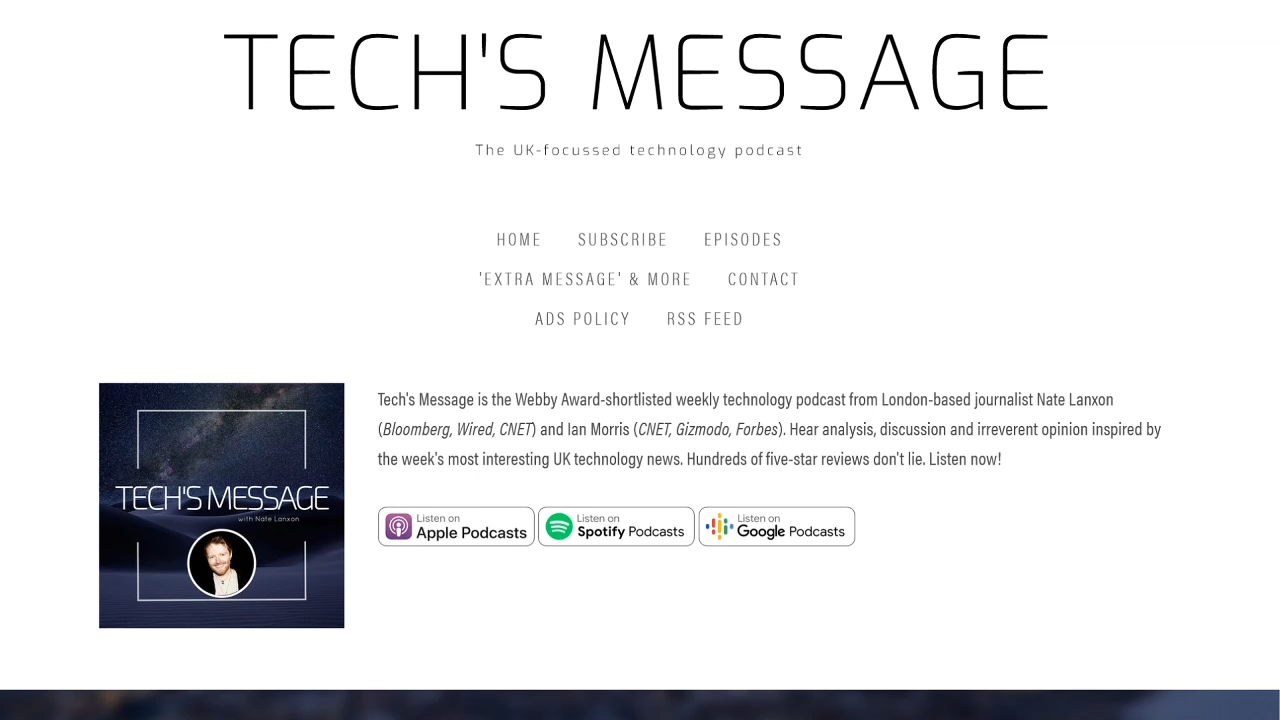 TECH'S MESSAGE
The UK-focussed technology podcast
HOME SUBSCRIBE EPISODES
'EXTRA MESSAGE' & MORE CONTACT
ADS POLICY RSS FEED
Tech's Message is the Webby Award-shortlisted weekly technology podcast from London-based journalist Nate Lanxon
(Bloomberg, Wired, CNET) and Ian Morris (CNET, Gizmodo, Forbes). Hear analysis, discussion and irreverent opinion inspired by
the week's most interesting UK technology news. Hundreds of five-star reviews don't lie. Listen now!
TECH'S MESSAGE
with Nate Lanxon
Listen on
Apple Podcasts
Listen on
Spotify Podcasts
Listen on
Google Podcasts